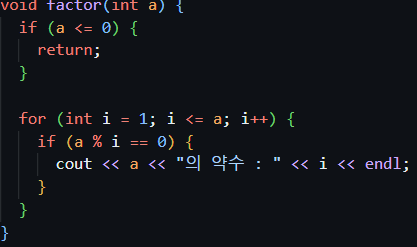 void factor(int a) {
  if (a <= 0) {
    return;
  }

  for (int i = 1; i <= a; i++) {
    if (a % i == 0) {
      cout << a << "의 약수 : " << i << endl;
    }
  }
}